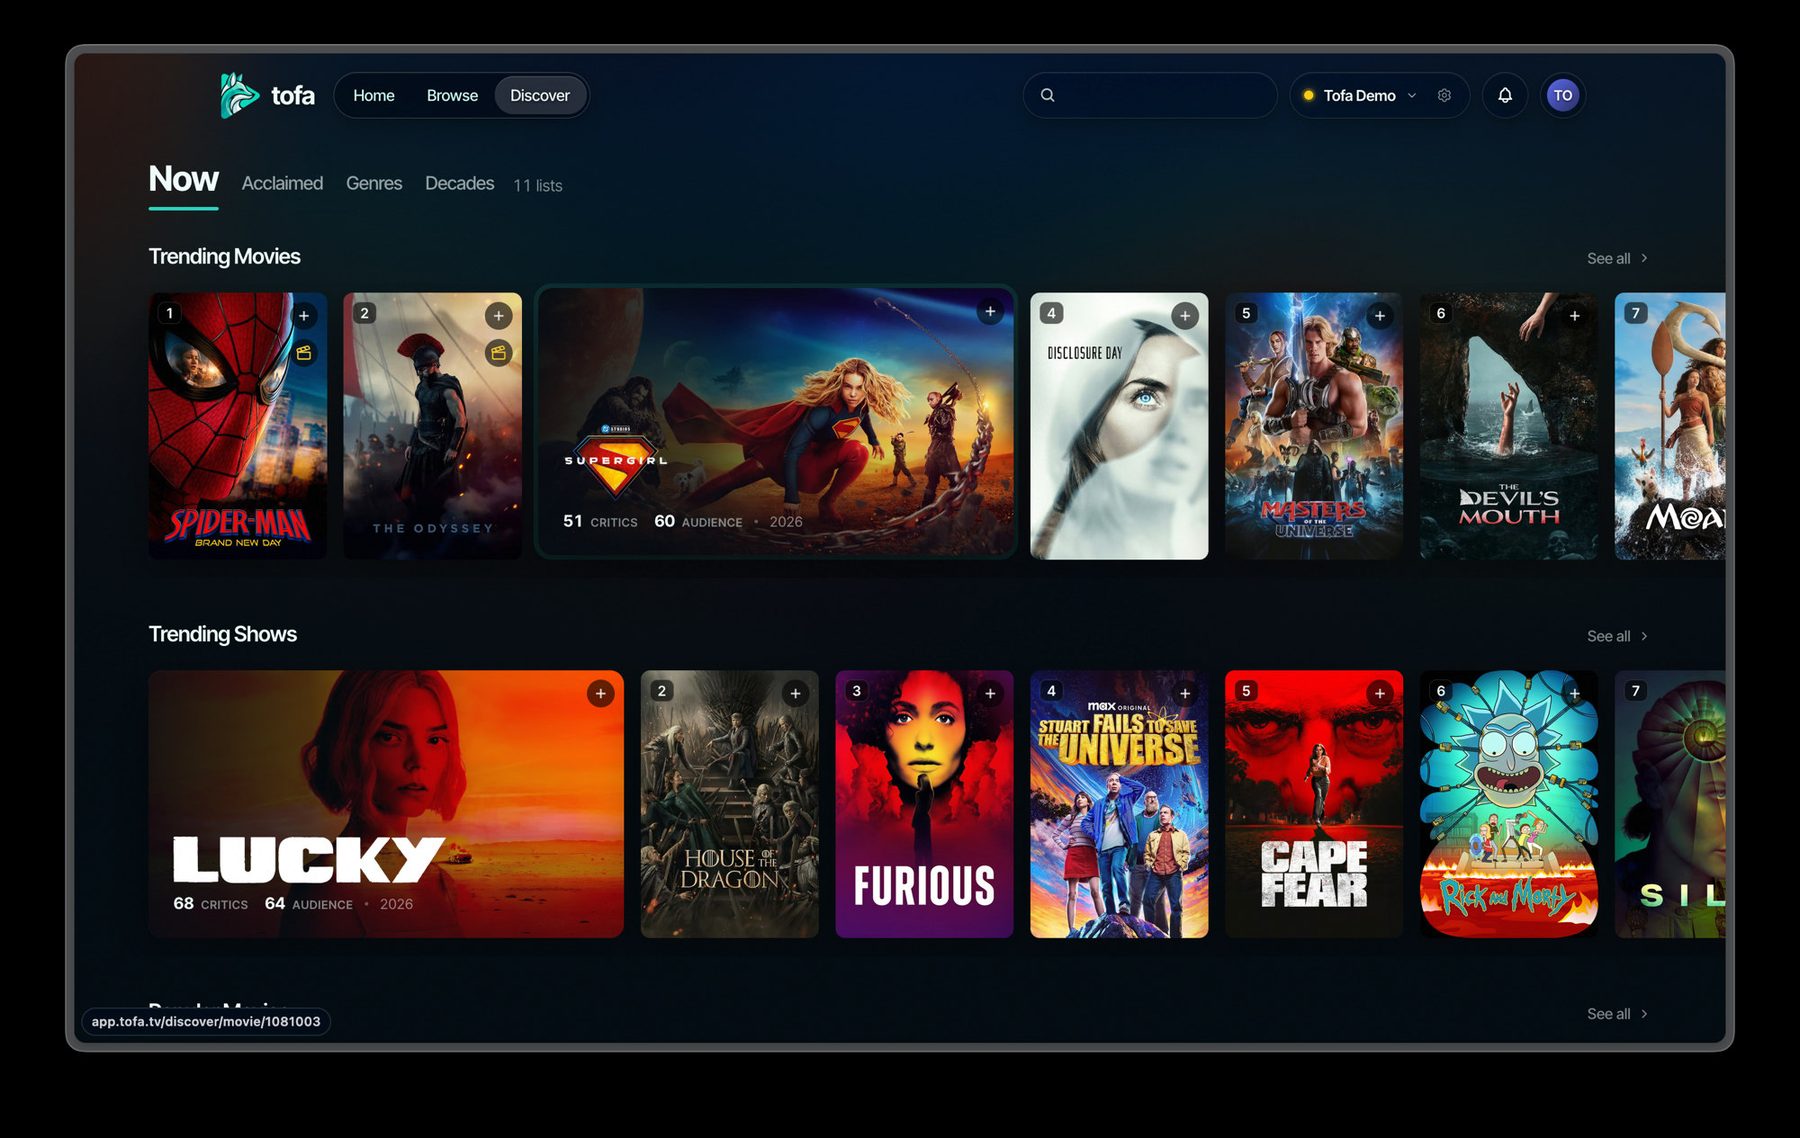 tofa
Home
Browse
Discover
Tofa Demo
TO
Now
Acclaimed
Genres
Decades
11 lists
Trending Movies
See all
1
SPIDER-MAN
BRAND NEW DAY
2
THE ODYSSEY
STUDIOS
SUPERGIRL
51 CRITICS 60 AUDIENCE • 2026
4
DISCLOSURE DAY
5
MASTERS
OF THE
UNIVERSE
6
THE
DEVIL'S
MOUTH
7
Trending Shows
See all
LUCKY
68 CRITICS 64 AUDIENCE • 2026
2
HOUSE OF THE
DRAGON
3
FURIOUS
4
max ORIGINAL
STUART FAILS TO SAVE
THE UNIVERSE
5
CAPE
FEAR
6
Rick and Morty
7
See all
app.tofa.tv/discover/movie/1081003